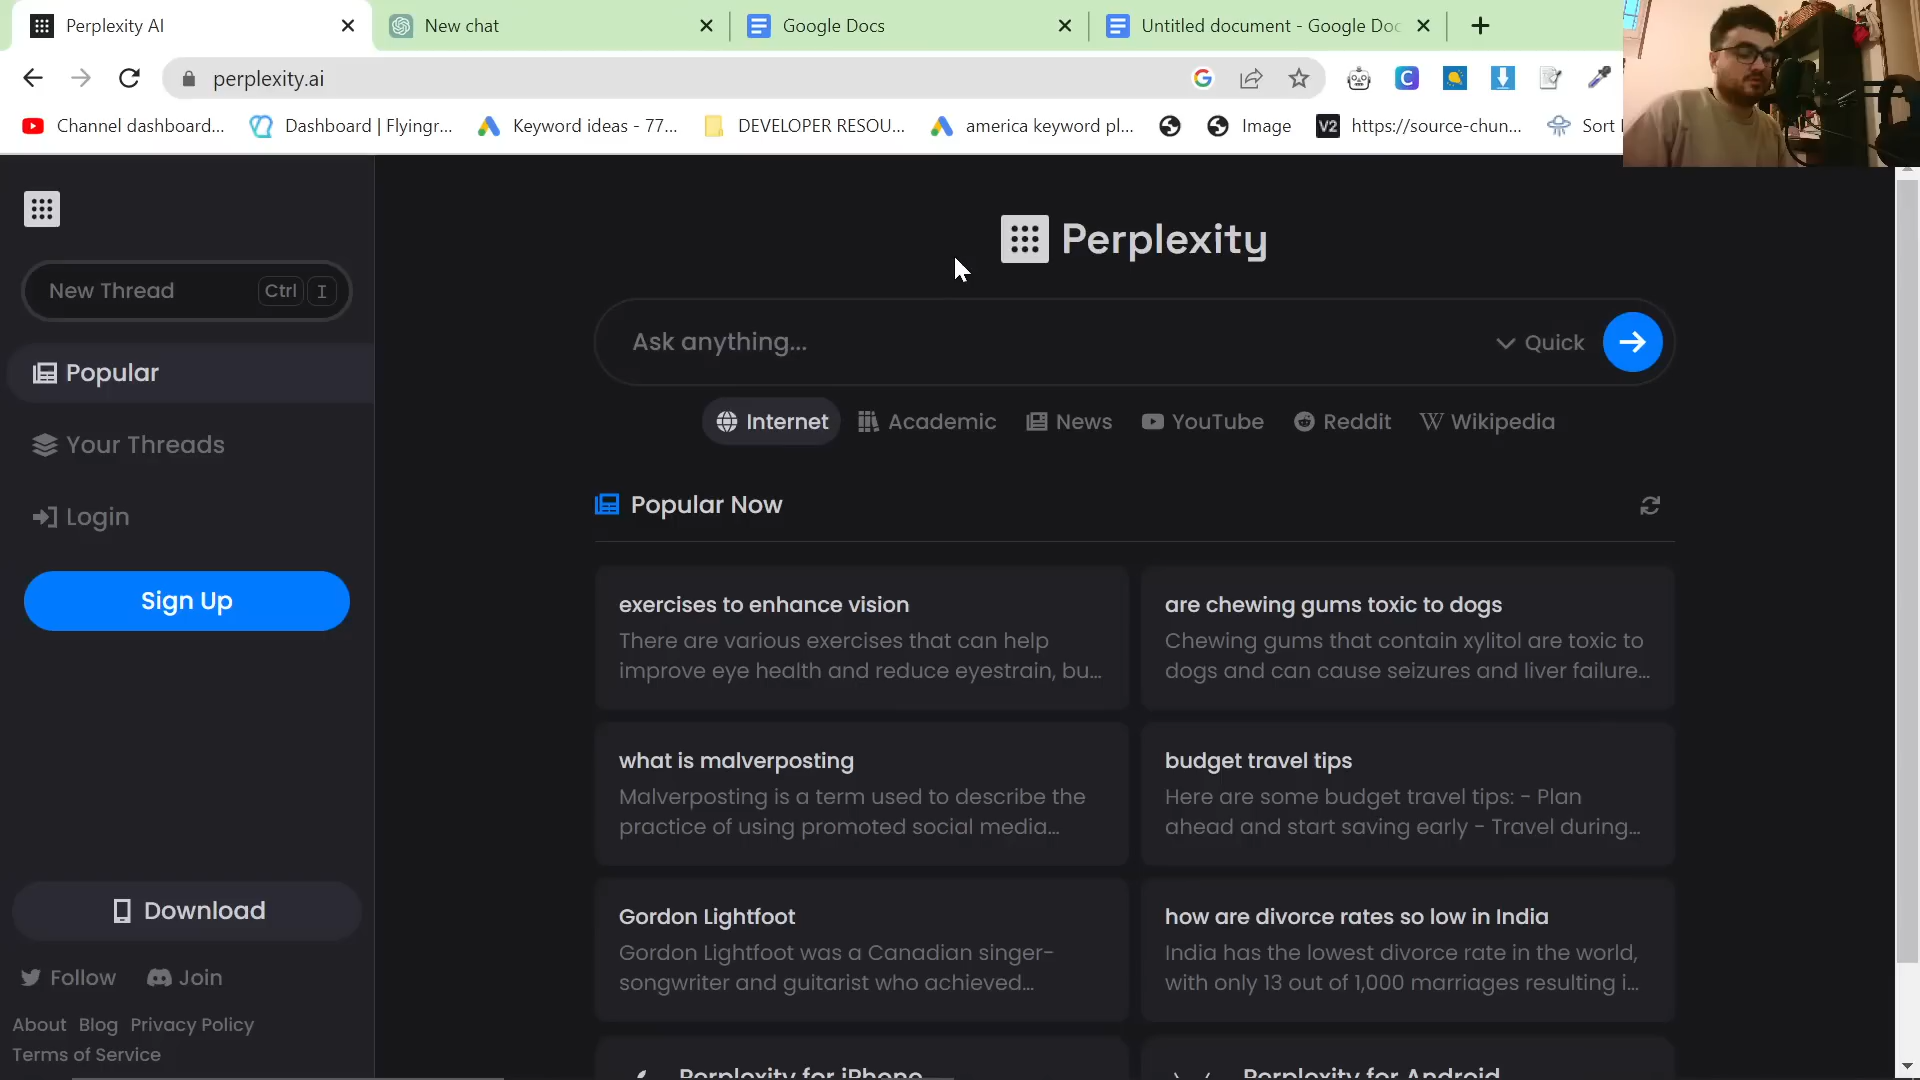 Perplexity AI
New chat
Google Docs
Untitled document - Google Doc
perplexity.ai
Channel dashboard...
Dashboard | Flyingr...
Keyword ideas - 77...
DEVELOPER RESOU...
america keyword pl...
Image
V2
https://source-chun...
Sort
New Thread
Ctrl I
Popular
Your Threads
Login
Sign Up
Download
Follow
Join
About
Blog
Privacy Policy
Terms of Service
Perplexity
Ask anything...
Quick
Internet
Academic
News
YouTube
Reddit
Wikipedia
Popular Now
exercises to enhance vision
There are various exercises that can help
improve eye health and reduce eyestrain, bu...
are chewing gums toxic to dogs
Chewing gums that contain xylitol are toxic to
dogs and can cause seizures and liver failure...
what is malverposting
Malverposting is a term used to describe the
practice of using promoted social media...
budget travel tips
Here are some budget travel tips: - Plan
ahead and start saving early - Travel during...
Gordon Lightfoot
Gordon Lightfoot was a Canadian singer-
songwriter and guitarist who achieved...
how are divorce rates so low in India
India has the lowest divorce rate in the world,
with only 13 out of 1,000 marriages resulting i...
Perplexity for iPhone
Perplexity for Android